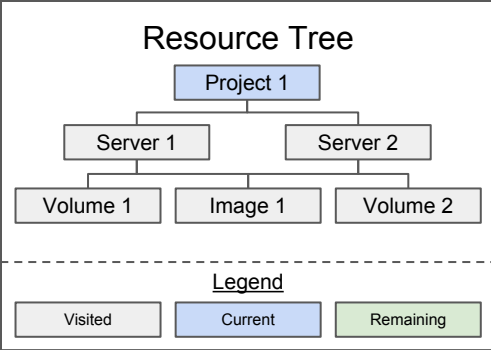 Resource Tree
Project 1
Server 1 Server 2
Volume 1 Image 1 Volume 2
Legend
Visited Current Remaining